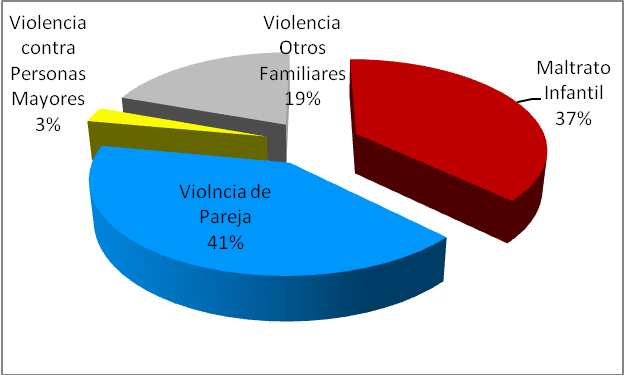 Violencia
contra
Personas
Mayores
3%
Violencia
Otros
Familiares
19%
Maltrato
Infantil
37%
Violncia de
Pareja
41%